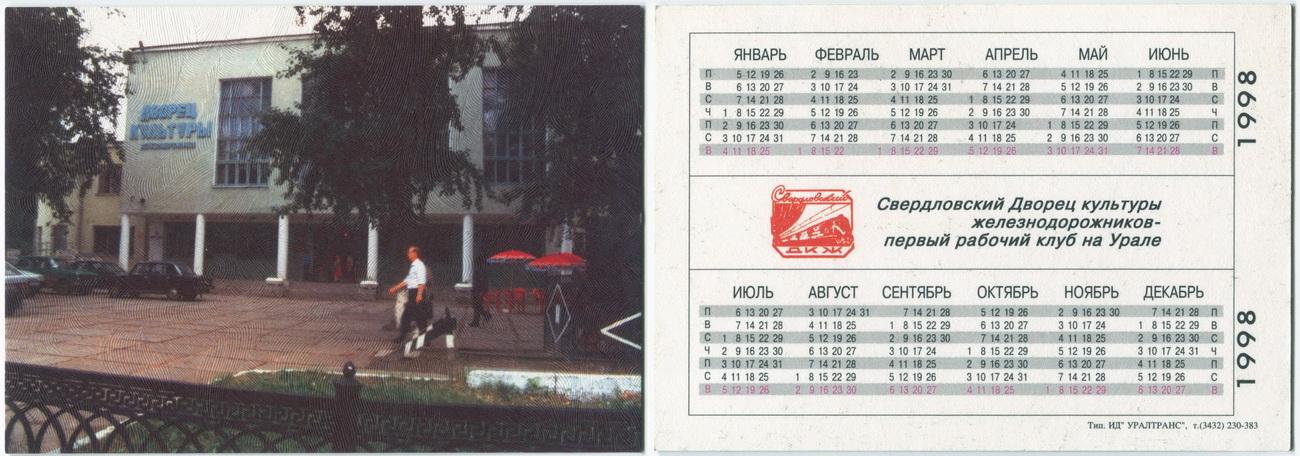 ДВОРЕЦ
КУЛЬТУРЫ
ЯНВАРЬ ФЕВРАЛЬ МАРТ АПРЕЛЬ МАЙ ИЮНЬ
П 5 12 19 26 2 9 16 23 2 9 16 23 30 6 13 20 27 4 11 18 25 1 8 15 22 29 П
В 6 13 20 27 3 10 17 24 3 10 17 24 31 7 14 21 28 5 12 19 26 2 9 16 23 30 В
С 7 14 21 28 4 11 18 25 4 11 18 25 1 8 15 22 29 6 13 20 27 3 10 17 24 С
Ч 1 8 15 22 29 5 12 19 26 5 12 19 26 2 9 16 23 30 7 14 21 28 4 11 18 25 Ч
П 2 9 16 23 30 6 13 20 27 6 13 20 27 3 10 17 24 1 8 15 22 29 5 12 19 26 П
С 3 10 17 24 31 7 14 21 28 7 14 21 28 4 11 18 25 2 9 16 23 30 6 13 20 27 С
В 4 11 18 25 1 8 15 22 1 8 15 22 29 5 12 19 26 3 10 17 24 31 7 14 21 28 В
1998
Свердловский
ДКЖ
Свердловский Дворец культуры
железнодорожников-
первый рабочий клуб на Урале
ИЮЛЬ АВГУСТ СЕНТЯБРЬ ОКТЯБРЬ НОЯБРЬ ДЕКАБРЬ
П 6 13 20 27 3 10 17 24 31 7 14 21 28 5 12 19 26 2 9 16 23 30 7 14 21 28 П
В 7 14 21 28 4 11 18 25 1 8 15 22 29 6 13 20 27 3 10 17 24 1 8 15 22 29 В
С 1 8 15 22 29 5 12 19 26 2 9 16 23 30 7 14 21 28 4 11 18 25 2 9 16 23 30 С
Ч 2 9 16 23 30 6 13 20 27 3 10 17 24 1 8 15 22 29 5 12 19 26 3 10 17 24 31 Ч
П 3 10 17 24 31 7 14 21 28 4 11 18 25 2 9 16 23 30 6 13 20 27 4 11 18 25 П
С 4 11 18 25 1 8 15 22 29 5 12 19 26 3 10 17 24 31 7 14 21 28 5 12 19 26 С
В 5 12 19 26 2 9 16 23 30 6 13 20 27 4 11 18 25 1 8 15 22 29 6 13 20 27 В
1998
Тип. ИД" УРАЛТРАНС", т.(3432) 230-383